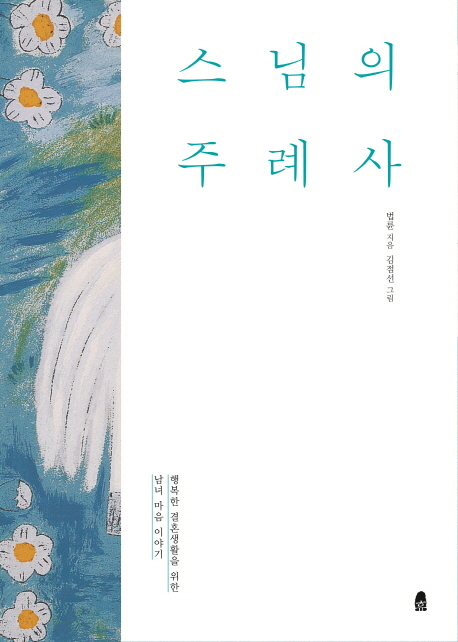 스님의
주례사
법륜 지음 김점선 그림
행복한 결혼생활을 위한
남녀 마음 이야기
휴